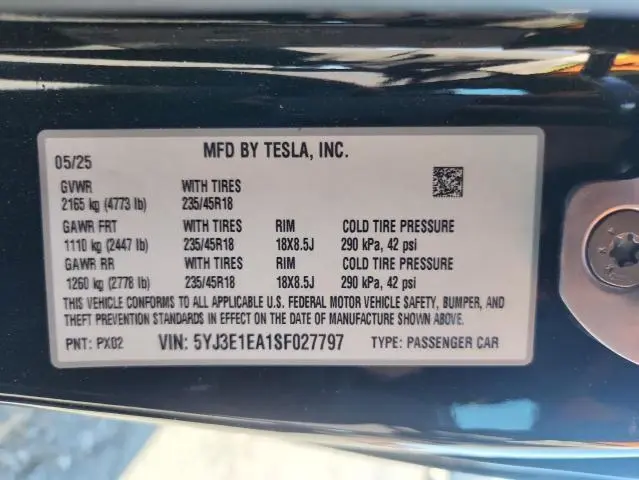 MFD BY TESLA, INC.
05/25
GVWR WITH TIRES
2165 kg (4773 lb) 235/45R18
GAWR FRT WITH TIRES RIM COLD TIRE PRESSURE
1110 kg (2447 lb) 235/45R18 18X8.5J 290 kPa, 42 psi
GAWR RR WITH TIRES RIM COLD TIRE PRESSURE
1260 kg (2778 lb) 235/45R18 18X8.5J 290 kPa, 42 psi
THIS VEHICLE CONFORMS TO ALL APPLICABLE U.S. FEDERAL MOTOR VEHICLE SAFETY, BUMPER, AND
THEFT PREVENTION STANDARDS IN EFFECT ON THE DATE OF MANUFACTURE SHOWN ABOVE.
PNT: PX02 VIN: 5YJ3E1EA1SF027797 TYPE: PASSENGER CAR